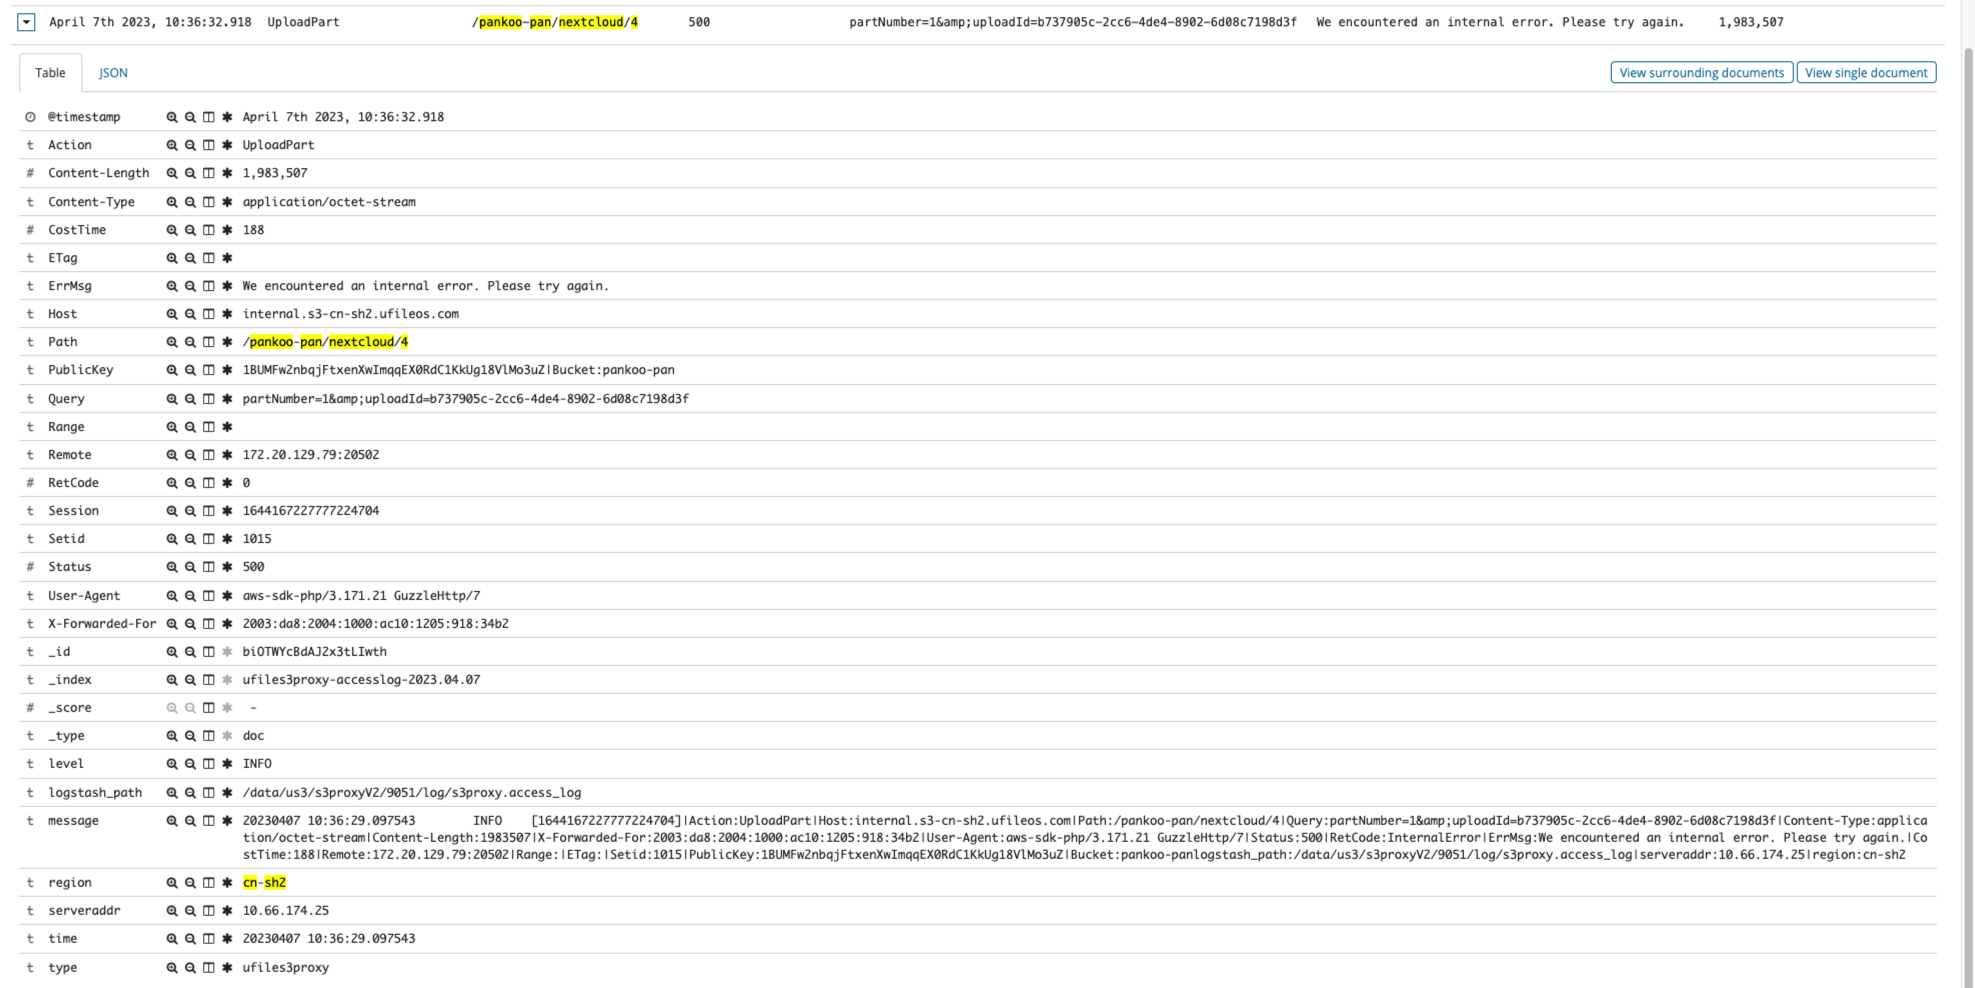 April 7th 2023, 10:36:32.918 UploadPart /pankoo-pan/nextcloud/4 500 partNumber=1&amp;uploadId=b737905c-2cc6-4de4-8902-6d08c7198d3f We encountered an internal error. Please try again. 1,983,507
Table JSON View surrounding documents View single document
@timestamp April 7th 2023, 10:36:32.918
t Action UploadPart
# Content-Length 1,983,507
t Content-Type application/octet-stream
# CostTime 188
t ETag
t ErrMsg We encountered an internal error. Please try again.
t Host internal.s3-cn-sh2.ufileos.com
t Path /pankoo-pan/nextcloud/4
t PublicKey 1BUMFw2nbqjFtxenXwImqqEX0RdC1KkUg18VlMo3uZ|Bucket:pankoo-pan
t Query partNumber=1&amp;uploadId=b737905c-2cc6-4de4-8902-6d08c7198d3f
t Range
t Remote 172.20.129.79:20502
# RetCode 0
t Session 1644167227777224704
t Setid 1015
# Status 500
t User-Agent aws-sdk-php/3.171.21 GuzzleHttp/7
t X-Forwarded-For 2003:da8:2004:1000:ac10:1205:918:34b2
t _id biOTWYcBdAJ2x3tLIwth
t _index ufiles3proxy-accesslog-2023.04.07
# _score -
t _type doc
t level INFO
t logstash_path /data/us3/s3proxyV2/9051/log/s3proxy.access_log
t message 20230407 10:36:29.097543 INFO [1644167227777224704]|Action:UploadPart|Host:internal.s3-cn-sh2.ufileos.com|Path:/pankoo-pan/nextcloud/4|Query:partNumber=1&amp;uploadId=b737905c-2cc6-4de4-8902-6d08c7198d3f|Content-Type:applica
tion/octet-stream|Content-Length:1983507|X-Forwarded-For:2003:da8:2004:1000:ac10:1205:918:34b2|User-Agent:aws-sdk-php/3.171.21 GuzzleHttp/7|Status:500|RetCode:InternalError|ErrMsg:We encountered an internal error. Please try again.|Co
stTime:188|Remote:172.20.129.79:20502|Range:|ETag:|Setid:1015|PublicKey:1BUMFw2nbqjFtxenXwImqqEX0RdC1KkUg18VlMo3uZ|Bucket:pankoo-panlogstash_path:/data/us3/s3proxyV2/9051/log/s3proxy.access_log|serveraddr:10.66.174.25|region:cn-sh2
t region cn-sh2
t serveraddr 10.66.174.25
t time 20230407 10:36:29.097543
t type ufiles3proxy